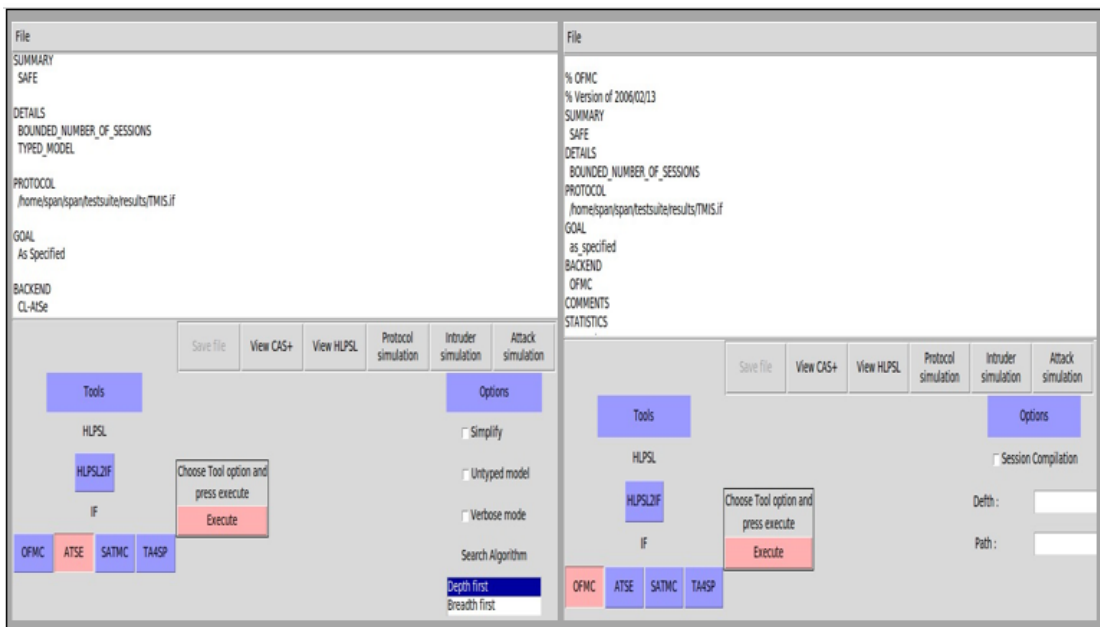 File
SUMMARY
SAFE
DETAILS
BOUNDED_NUMBER_OF_SESSIONS
TYPED_MODEL
PROTOCOL
/home/span/span/testsuite/results/TMIS.if
GOAL
As Specified
BACKEND
CL-AtSe
Save file
View CAS+
View HLPSL
Protocol
simulation
Intruder
simulation
Attack
simulation
Tools
HLPSL
HLPSL2IF
IF
OFMC ATSE SATMC TA4SP
Choose Tool option and
press execute
Execute
Options
Simplify
Untyped model
Verbose mode
Search Algorithm
Depth first
Breadth first
File
% OFMC
% Version of 2006/02/13
SUMMARY
SAFE
DETAILS
BOUNDED_NUMBER_OF_SESSIONS
PROTOCOL
/home/span/span/testsuite/results/TMIS.if
GOAL
as_specified
BACKEND
OFMC
COMMENTS
STATISTICS
Save file
View CAS+
View HLPSL
Protocol
simulation
Intruder
simulation
Attack
simulation
Tools
HLPSL
HLPSL2IF
IF
OFMC ATSE SATMC TA4SP
Choose Tool option and
press execute
Execute
Options
Session Compilation
Defth :
Path :